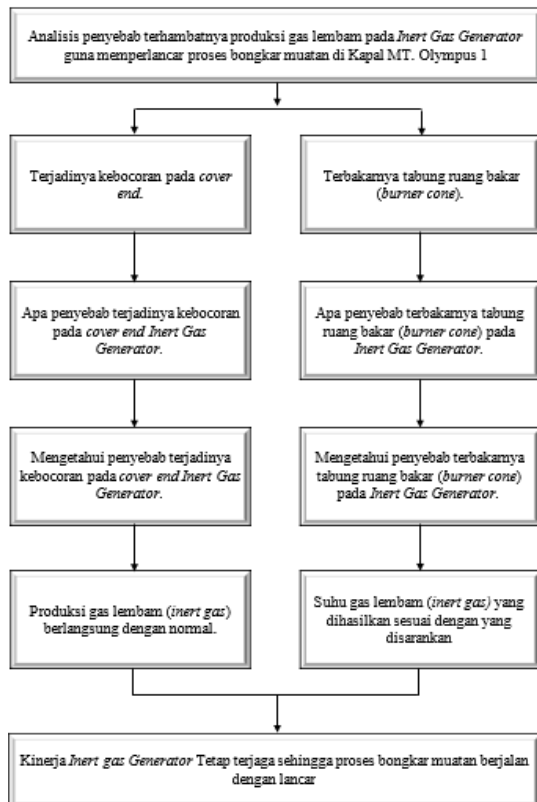 Analisis penyebab terhambatnya produksi gas lembam pada Inert Gas Generator
guna memperlancar proses bongkar muatan di Kapal MT. Olympus 1
Terjadinya kebocoran pada cover
end.
Terbakarnya tabung ruang bakar
(burner cone).
Apa penyebab terjadinya kebocoran
pada cover end Inert Gas
Generator.
Apa penyebab terbakarnya tabung
ruang bakar (burner cone) pada
Inert Gas Generator.
Mengetahui penyebab terjadinya
kebocoran pada cover end Inert Gas
Generator.
Mengetahui penyebab terbakarnya
tabung ruang bakar (burner cone)
pada Inert Gas Generator.
Produksi gas lembam (inert gas)
berlangsung dengan normal.
Suhu gas lembam (inert gas) yang
dihasilkan sesuai dengan yang
disarankan
Kinerja Inert gas Generator Tetap terjaga sehingga proses bongkar muatan berjalan
dengan lancar